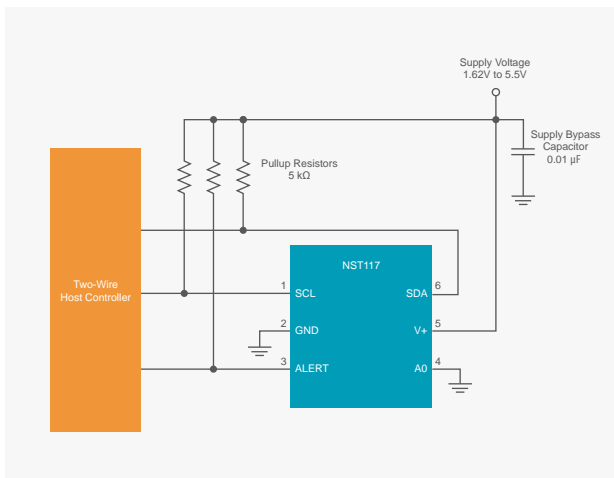 Supply Voltage
1.62V to 5.5V
Supply Bypass
Capacitor
0.01 µF
Pullup Resistors
5 kΩ
Two-Wire
Host Controller
NST117
1 SCL
SDA 6
2 GND
V+ 5
3 ALERT
A0 4